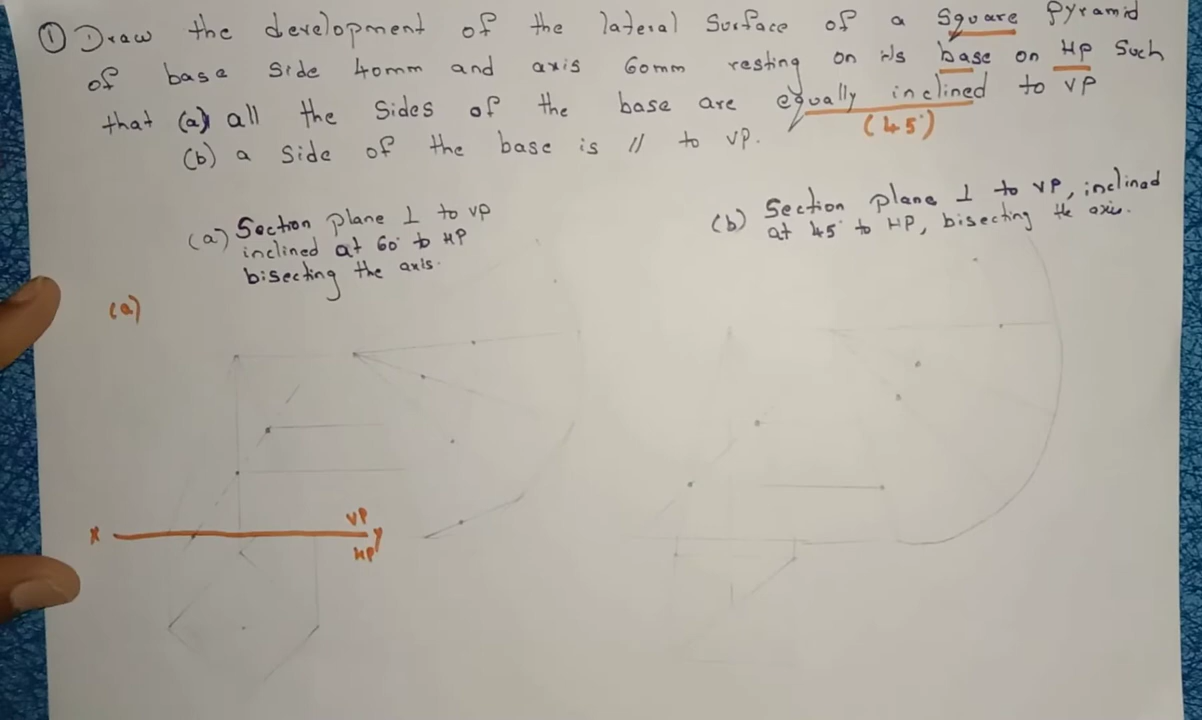 ① Draw the development of the lateral Surface of a Square Pyramid
of base side 40mm and axis 60mm resting on its base on HP Such
that (a) all the sides of the base are equally inclined to VP
(45°)
(b) a side of the base is // to VP.
(a) Section plane ⊥ to VP
inclined at 60° to HP
bisecting the axis.
(b) Section plane ⊥ to VP, inclined
at 45° to HP, bisecting the axis.
(a)
X VP Y
HP